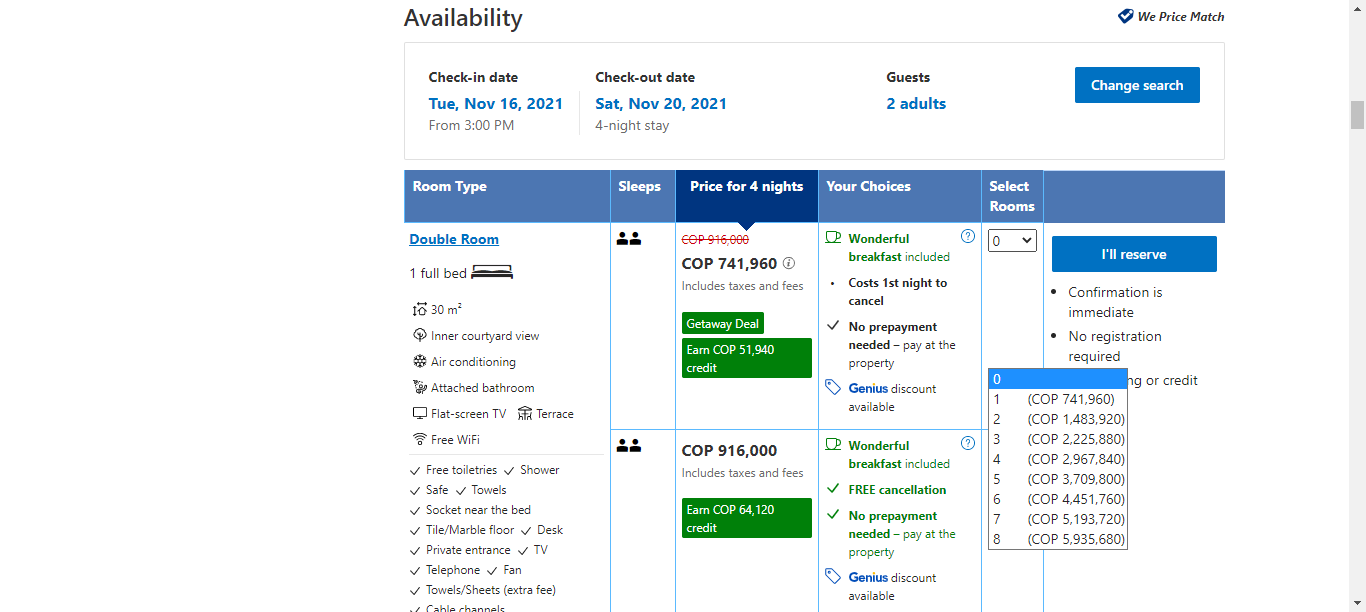 Availability
We Price Match
Check-in date
Tue, Nov 16, 2021
From 3:00 PM
Check-out date
Sat, Nov 20, 2021
4-night stay
Guests
2 adults
Change search
Room Type
Sleeps
Price for 4 nights
Your Choices
Select
Rooms
Double Room
1 full bed
30 m²
Inner courtyard view
Air conditioning
Attached bathroom
Flat-screen TV Terrace
Free WiFi
Free toiletries Shower
Safe Towels
Socket near the bed
Tile/Marble floor Desk
Private entrance TV
Telephone Fan
Towels/Sheets (extra fee)
Cable channels
COP 916,000
COP 741,960
Includes taxes and fees
Getaway Deal
Earn COP 51,940
credit
Wonderful
breakfast included
Costs 1st night to
cancel
No prepayment
needed – pay at the
property
Genius discount
available
0
I'll reserve
Confirmation is
immediate
No registration
required
ng or credit
0
1 (COP 741,960)
2 (COP 1,483,920)
3 (COP 2,225,880)
4 (COP 2,967,840)
5 (COP 3,709,800)
6 (COP 4,451,760)
7 (COP 5,193,720)
8 (COP 5,935,680)
COP 916,000
Includes taxes and fees
Earn COP 64,120
credit
Wonderful
breakfast included
FREE cancellation
No prepayment
needed – pay at the
property
Genius discount
available